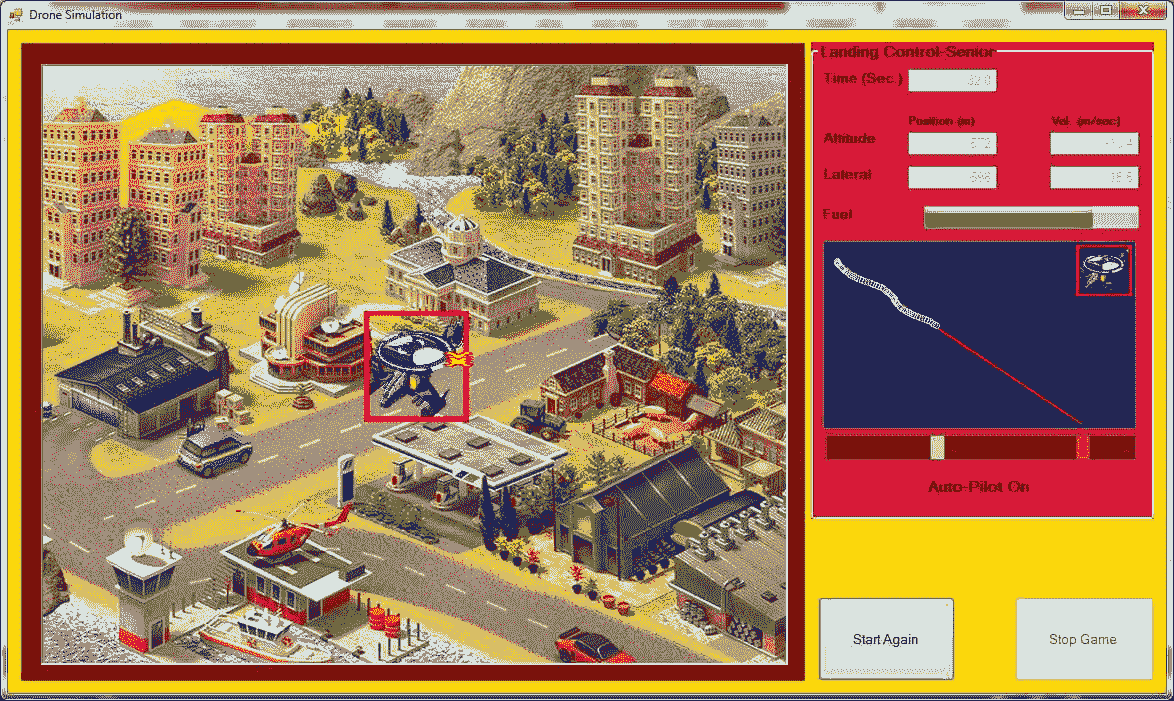 Drone Simulation
Landing Control-Senior
Time (Sec.)
Position (m) Vel. (m/sec)
Altitude
Lateral
Fuel
Auto-Pilot On
Start Again
Stop Game